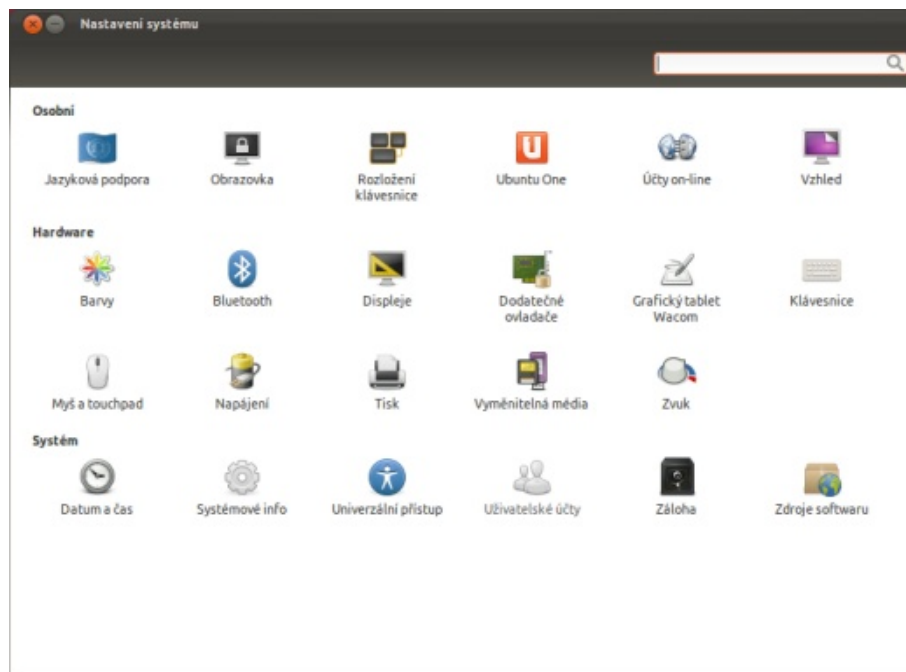 Nastavení systému
Osobní
Jazyková podpora
Obrazovka
Rozložení
klávesnice
Ubuntu One
Účty on-line
Vzhled
Hardware
Barvy
Bluetooth
Displeje
Dodatečné
ovladače
Grafický tablet
Wacom
Klávesnice
Myš a touchpad
Napájení
Tisk
Vyměnitelná média
Zvuk
Systém
Datum a čas
Systémové info
Univerzální přístup
Uživatelské účty
Záloha
Zdroje softwaru